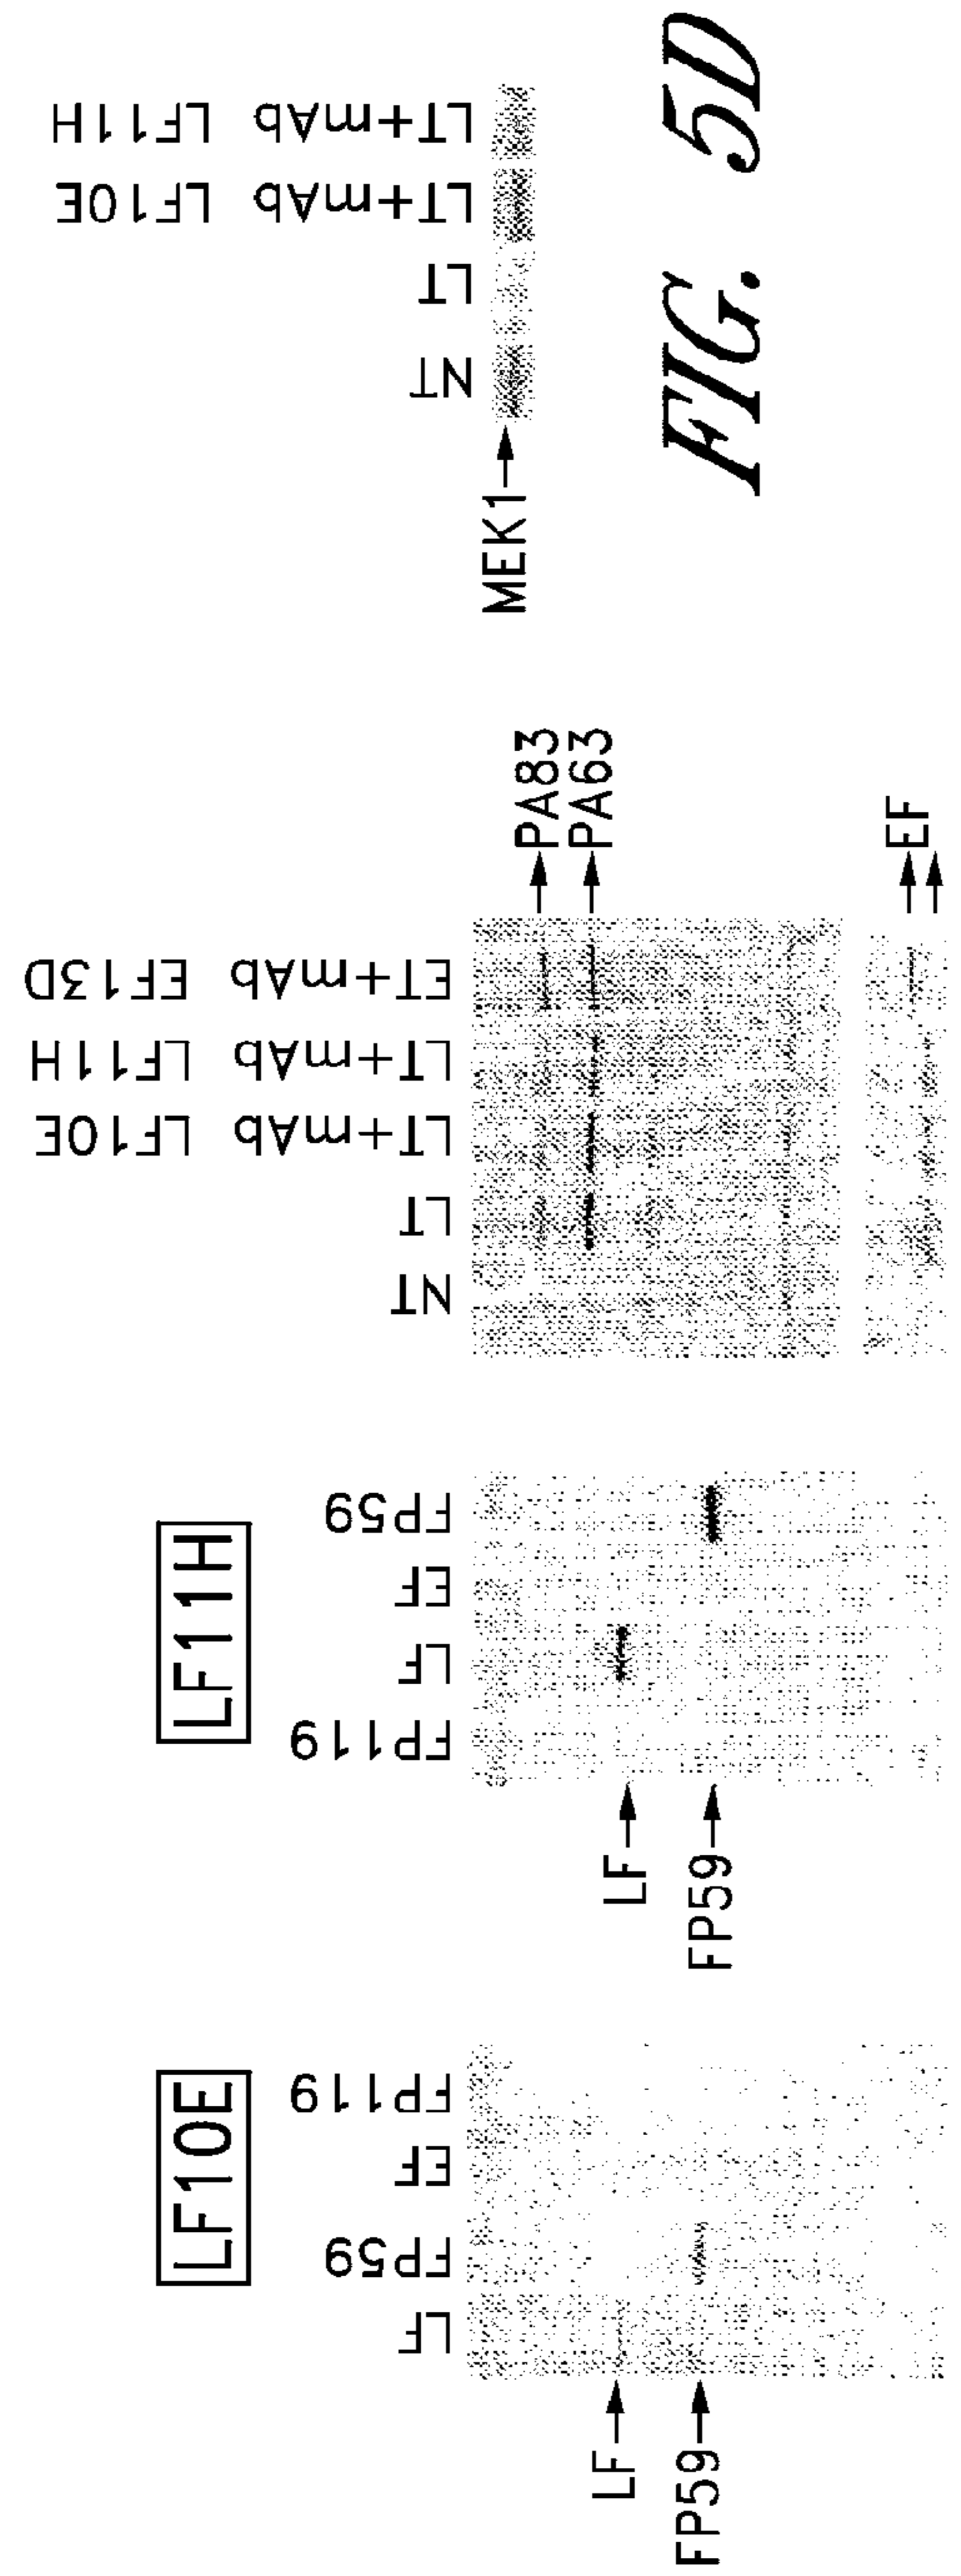 LF10E
LF
FP59
EF
FP119
LF
FP59
LF11H
FP119
LF
EF
FP59
LF
FP59
NT
LT
LT+mAb LF10E
LT+mAb LF11H
ET+mAb EF13D
PA83
PA63
EF
NT
LT
LT+mAb LF10E
LT+mAb LF11H
MEK1
FIG. 5D